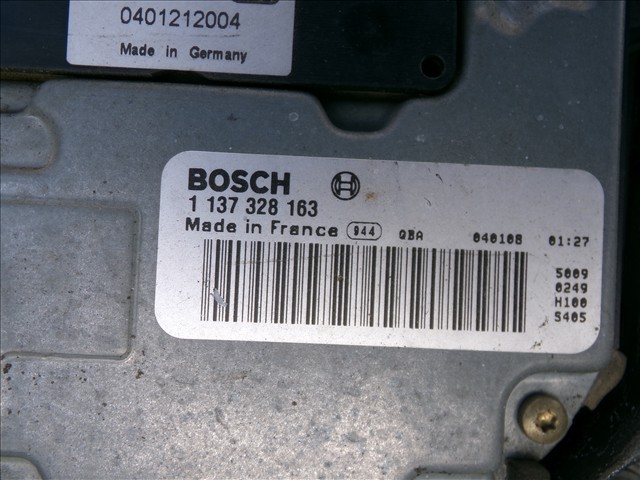 0401212004
Made in Germany
BOSCH
1 137 328 163
Made in France 944 QBA 040108 01:27
5009
0249
H100
S405